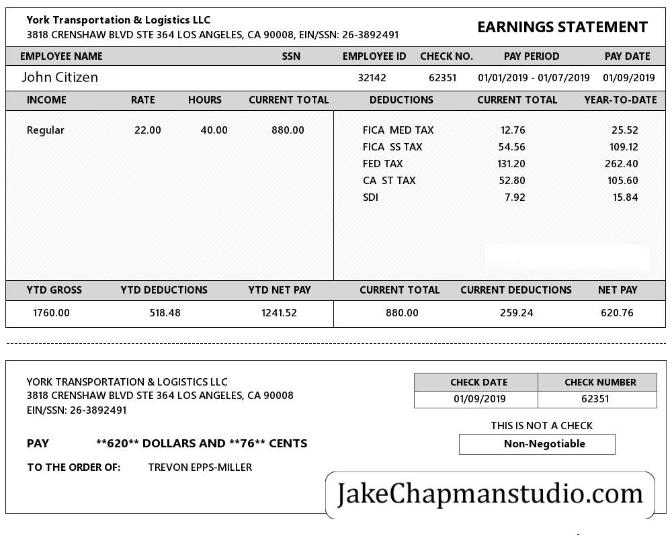 York Transportation & Logistics LLC
3818 CRENSHAW BLVD STE 364 LOS ANGELES, CA 90008, EIN/SSN: 26-3892491
EARNINGS STATEMENT
EMPLOYEE NAME SSN EMPLOYEE ID CHECK NO. PAY PERIOD PAY DATE
John Citizen 32142 62351 01/01/2019 - 01/07/2019 01/09/2019
INCOME RATE HOURS CURRENT TOTAL DEDUCTIONS CURRENT TOTAL YEAR-TO-DATE
Regular 22.00 40.00 880.00 FICA MED TAX 12.76 25.52
FICA SS TAX 54.56 109.12
FED TAX 131.20 262.40
CA ST TAX 52.80 105.60
SDI 7.92 15.84
YTD GROSS YTD DEDUCTIONS YTD NET PAY CURRENT TOTAL CURRENT DEDUCTIONS NET PAY
1760.00 518.48 1241.52 880.00 259.24 620.76
YORK TRANSPORTATION & LOGISTICS LLC
3818 CRENSHAW BLVD STE 364 LOS ANGELES, CA 90008
EIN/SSN: 26-3892491
CHECK DATE CHECK NUMBER
01/09/2019 62351
THIS IS NOT A CHECK
Non-Negotiable
PAY **620** DOLLARS AND **76** CENTS
TO THE ORDER OF: TREVON EPPS-MILLER
JakeChapmanstudio.com